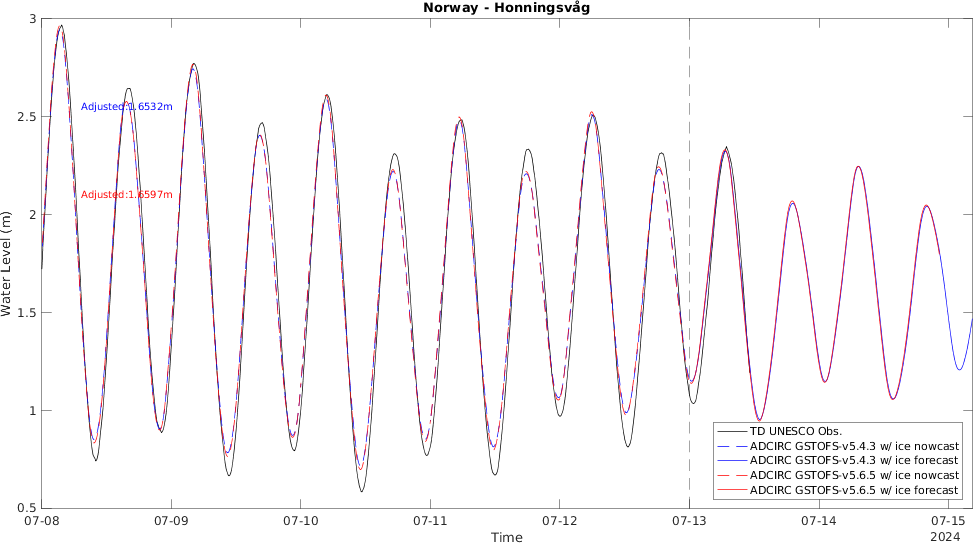 Norway - Honningsvåg
3
2.5
2
1.5
1
0.5
Water Level (m)
Adjusted:1.6532m
Adjusted:1.6597m
TD UNESCO Obs.
ADCIRC GSTOFS-v5.4.3 w/ ice nowcast
ADCIRC GSTOFS-v5.4.3 w/ ice forecast
ADCIRC GSTOFS-v5.6.5 w/ ice nowcast
ADCIRC GSTOFS-v5.6.5 w/ ice forecast
07-08 07-09 07-10 07-11 07-12 07-13 07-14 07-15
Time
2024